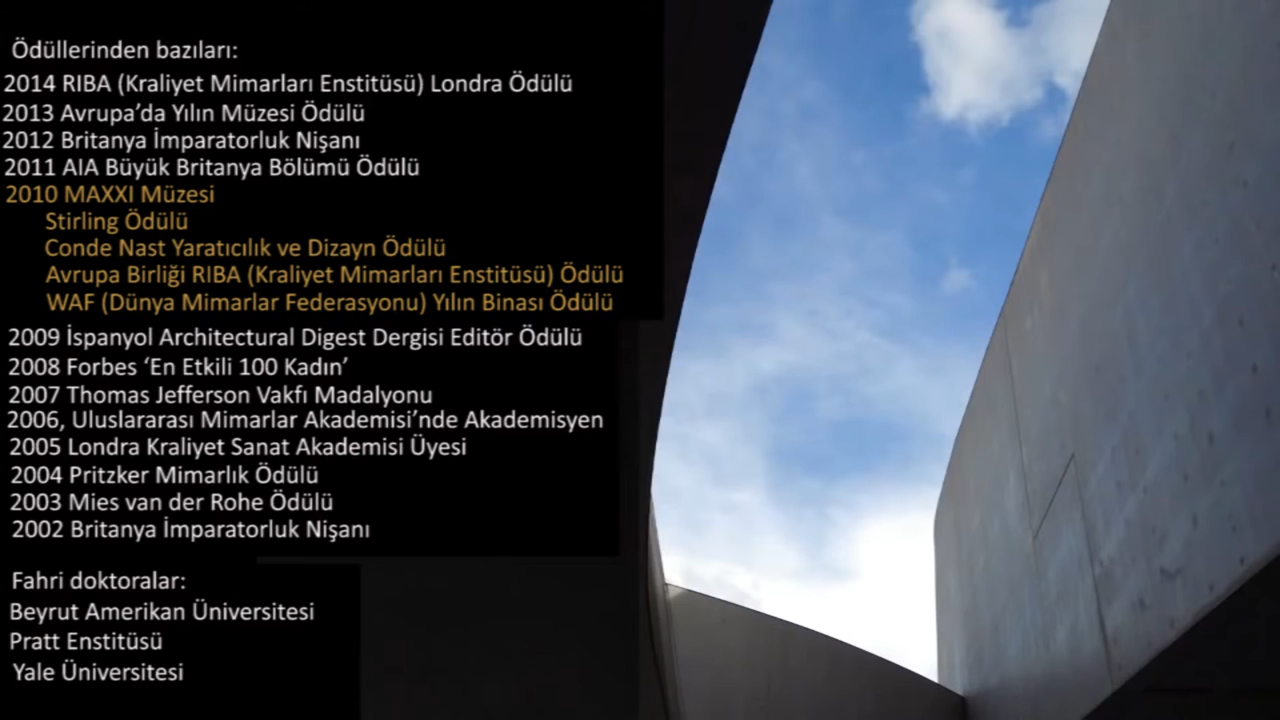 Ödüllerinden bazıları:
2014 RIBA (Kraliyet Mimarları Enstitüsü) Londra Ödülü
2013 Avrupa’da Yılın Müzesi Ödülü
2012 Britanya İmparatorluk Nişanı
2011 AIA Büyük Britanya Bölümü Ödülü
2010 MAXXI Müzesi
Stirling Ödülü
Conde Nast Yaratıcılık ve Dizayn Ödülü
Avrupa Birliği RIBA (Kraliyet Mimarları Enstitüsü) Ödülü
WAF (Dünya Mimarlar Federasyonu) Yılın Binası Ödülü
2009 İspanyol Architectural Digest Dergisi Editör Ödülü
2008 Forbes ‘En Etkili 100 Kadın’
2007 Thomas Jefferson Vakfı Madalyonu
2006, Uluslararası Mimarlar Akademisi’nde Akademisyen
2005 Londra Kraliyet Sanat Akademisi Üyesi
2004 Pritzker Mimarlık Ödülü
2003 Mies van der Rohe Ödülü
2002 Britanya İmparatorluk Nişanı
Fahri doktoralar:
Beyrut Amerikan Üniversitesi
Pratt Enstitüsü
Yale Üniversitesi